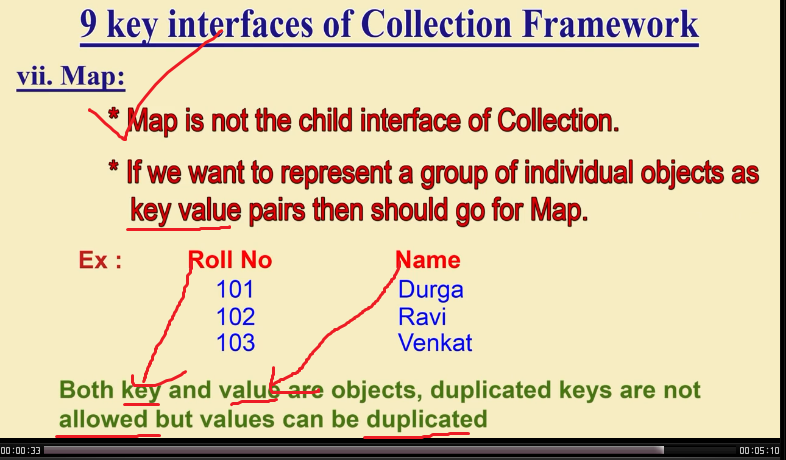 9 key interfaces of Collection Framework
vii. Map:
* Map is not the child interface of Collection.
* If we want to represent a group of individual objects as
key value pairs then should go for Map.
Ex : Roll No Name
101 Durga
102 Ravi
103 Venkat
Both key and value are objects, duplicated keys are not
allowed but values can be duplicated
00:00:33 00:05:10